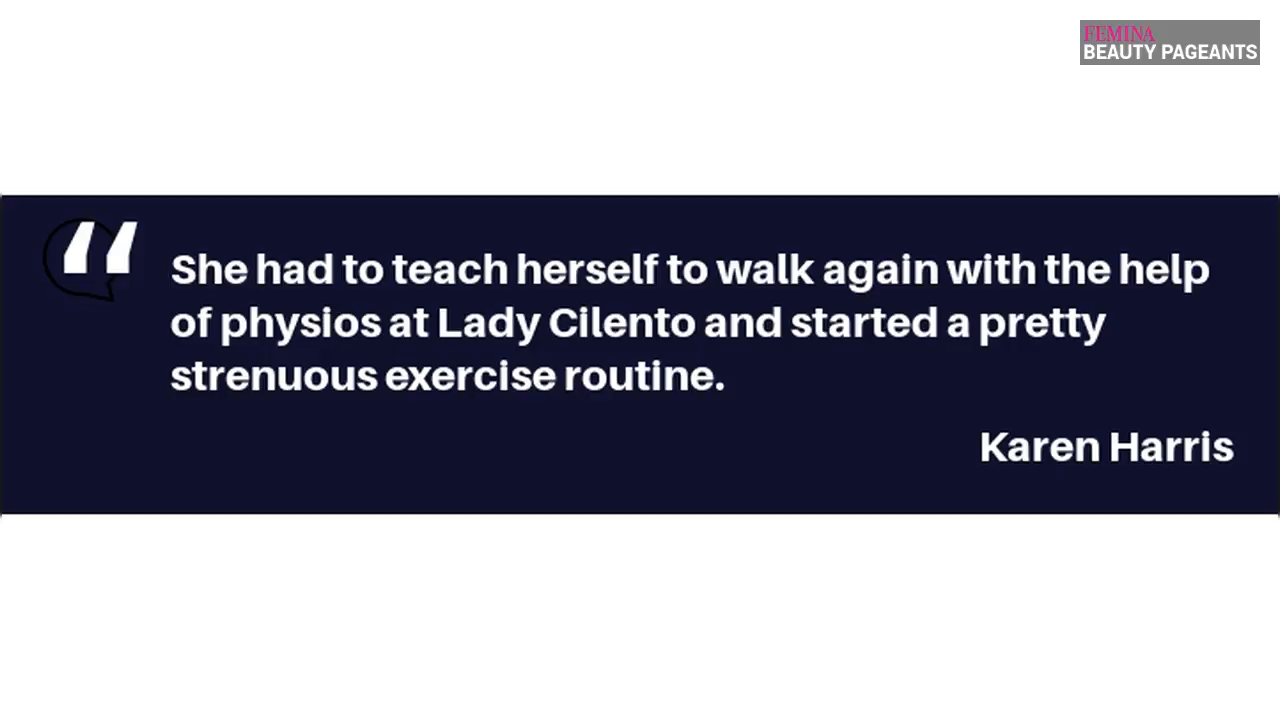 FEMINA
BEAUTY PAGEANTS
“
She had to teach herself to walk again with the help
of physios at Lady Cilento and started a pretty
strenuous exercise routine.
Karen Harris